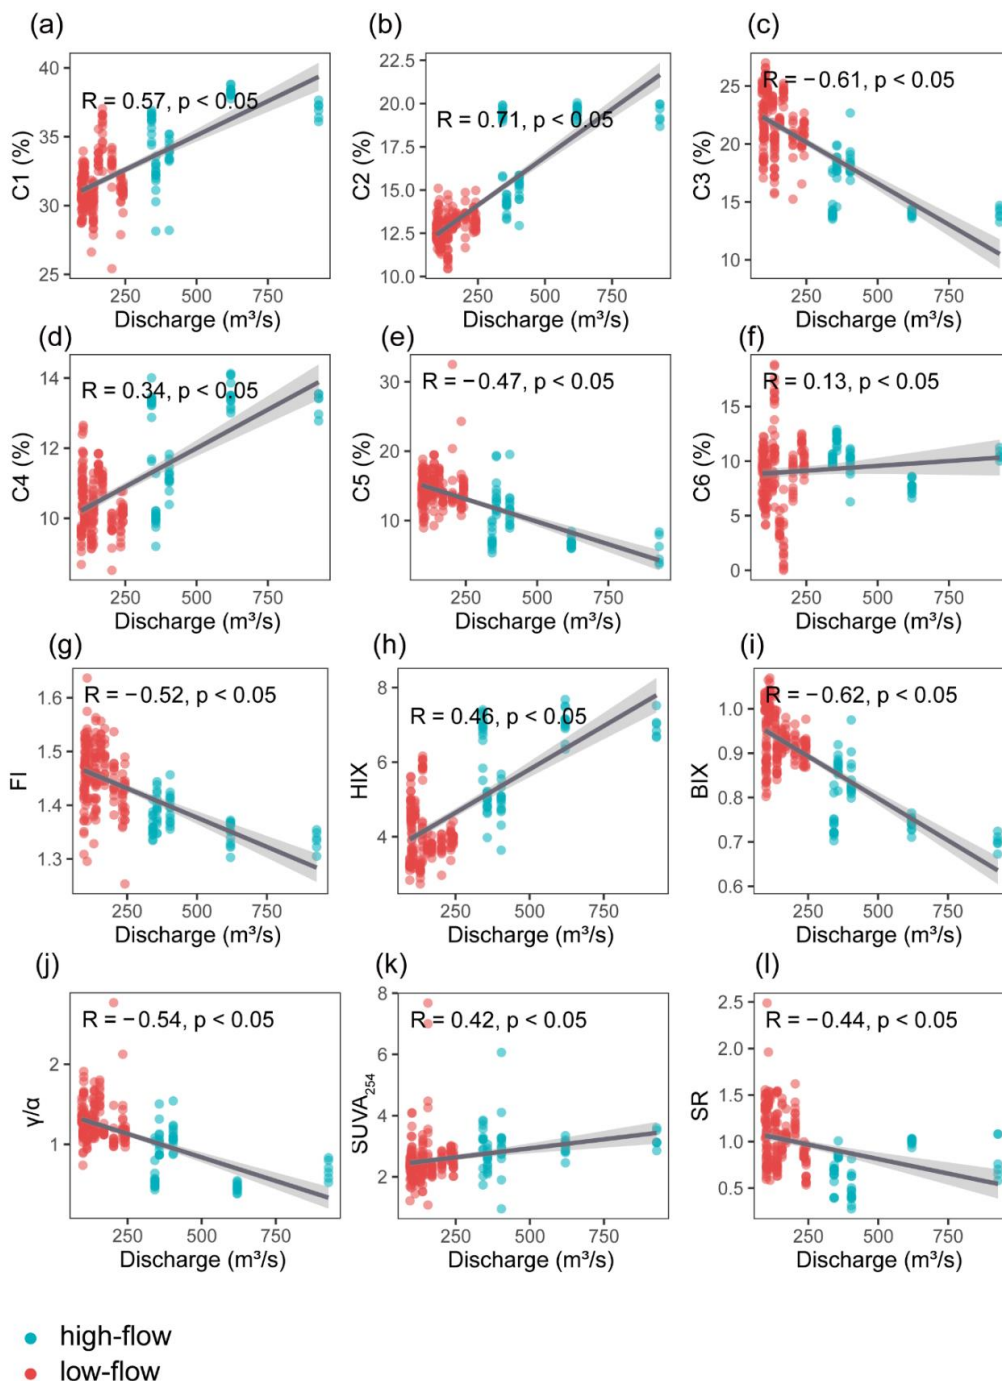 (a)
R = 0.57, p < 0.05
C1 (%)
40
35
30
25
250 500 750
Discharge (m³/s)
(b)
R = 0.71, p < 0.05
C2 (%)
22.5
20.0
17.5
15.0
12.5
10.0
250 500 750
Discharge (m³/s)
(c)
R = −0.61, p < 0.05
C3 (%)
25
20
15
10
250 500 750
Discharge (m³/s)
(d)
R = 0.34, p < 0.05
C4 (%)
14
12
10
250 500 750
Discharge (m³/s)
(e)
R = −0.47, p < 0.05
C5 (%)
30
20
10
250 500 750
Discharge (m³/s)
(f)
R = 0.13, p < 0.05
C6 (%)
15
10
5
0
250 500 750
Discharge (m³/s)
(g)
R = −0.52, p < 0.05
FI
1.6
1.5
1.4
1.3
250 500 750
Discharge (m³/s)
(h)
R = 0.46, p < 0.05
HIX
8
6
4
250 500 750
Discharge (m³/s)
(i)
R = −0.62, p < 0.05
BIX
1.0
0.9
0.8
0.7
0.6
250 500 750
Discharge (m³/s)
(j)
R = −0.54, p < 0.05
γ/α
2
1
250 500 750
Discharge (m³/s)
(k)
R = 0.42, p < 0.05
SUVA₂₅₄
8
6
4
2
250 500 750
Discharge (m³/s)
(l)
R = −0.44, p < 0.05
SR
2.5
2.0
1.5
1.0
0.5
250 500 750
Discharge (m³/s)
high-flow
low-flow